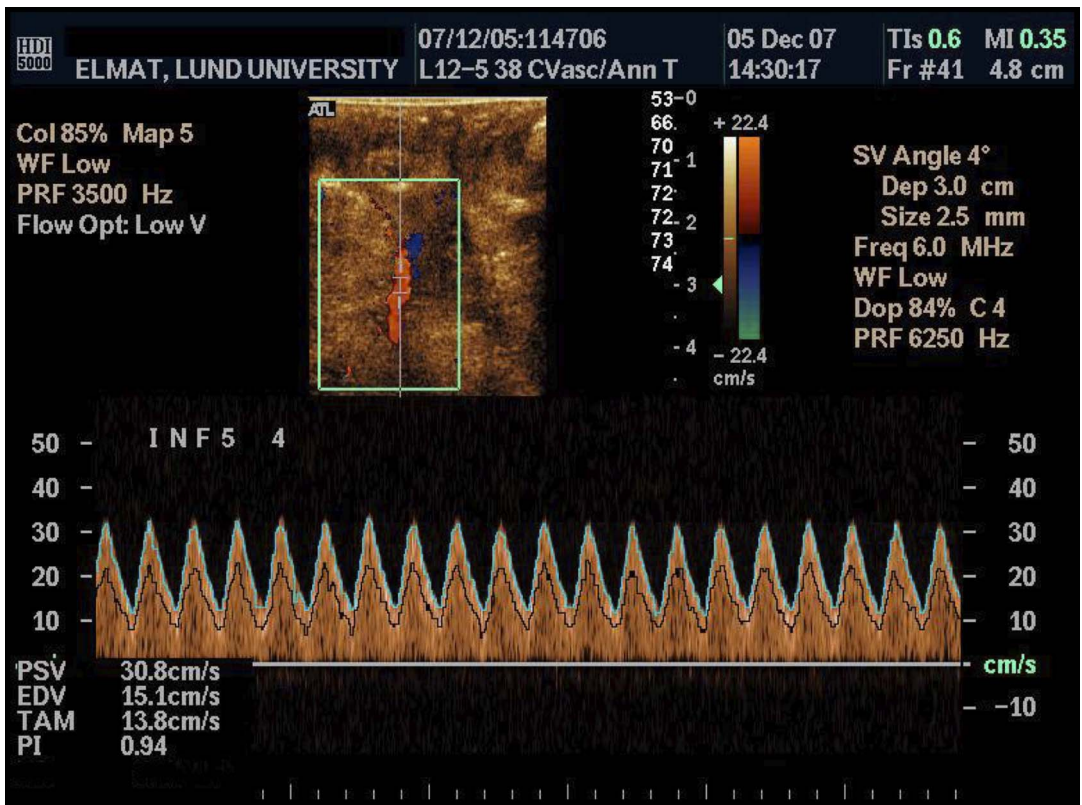 HDI 5000
ELMAT, LUND UNIVERSITY
07/12/05:114706
L12-5 38 CVasc/Ann T
05 Dec 07
14:30:17
TIs 0.6 MI 0.35
Fr #41 4.8 cm
Col 85% Map 5
WF Low
PRF 3500 Hz
Flow Opt: Low V
ATL
53
66
70
71
72
72
73
74
0
1
2
3
4
+ 22.4
- 22.4
cm/s
SV Angle 4°
Dep 3.0 cm
Size 2.5 mm
Freq 6.0 MHz
WF Low
Dop 84% C 4
PRF 6250 Hz
INF5 4
50
40
30
20
10
50
40
30
20
10
cm/s
-10
PSV 30.8cm/s
EDV 15.1cm/s
TAM 13.8cm/s
PI 0.94